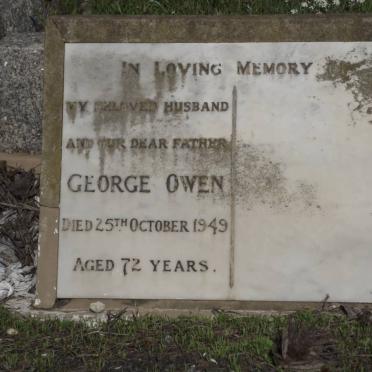 IN LOVING MEMORY
MY BELOVED HUSBAND
AND OUR DEAR FATHER
GEORGE OWEN
DIED 25TH OCTOBER 1949
AGED 72 YEARS.